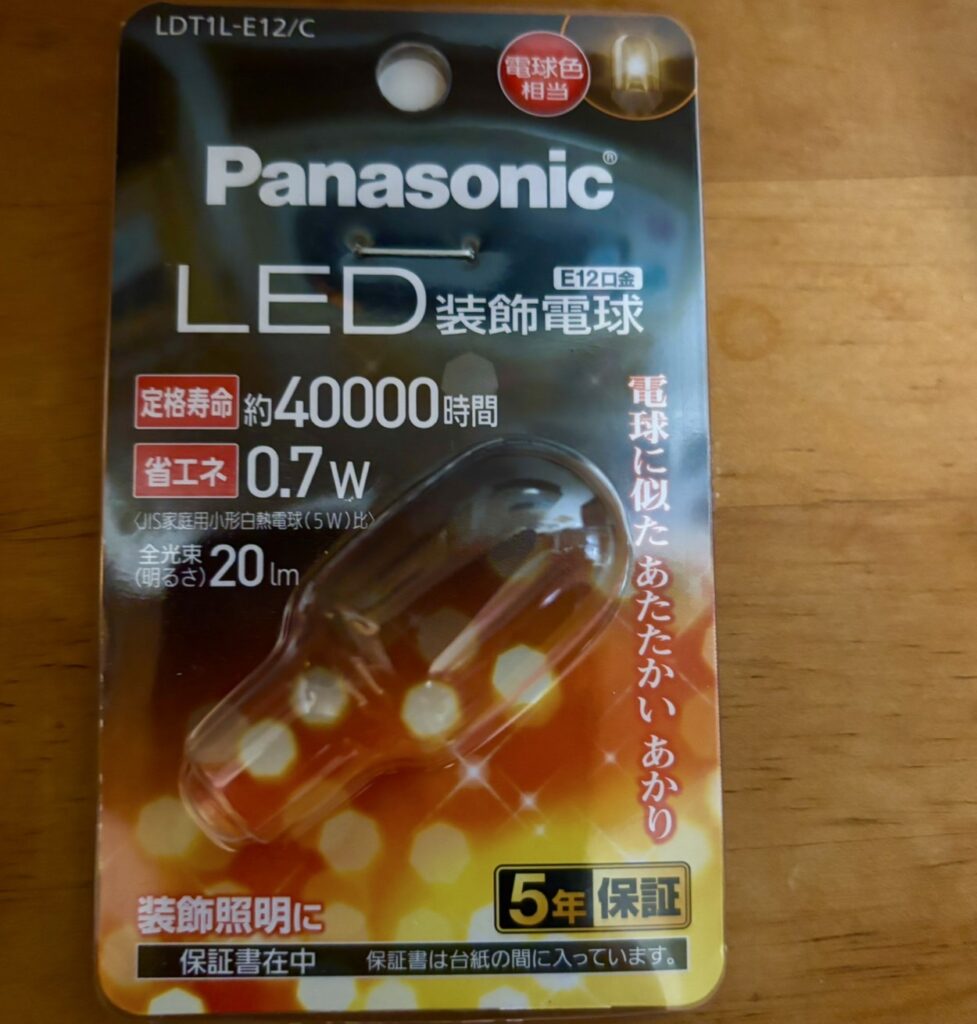 LDT1L-E12/C
電球色
相当
Panasonic®
E12口金
LED装飾電球
定格寿命 約40000時間
省エネ 0.7W
〈JIS家庭用小形白熱電球(5W)比〉
全光束
(明るさ) 20 lm
電球に似た あたたかい あかり
5年保証
装飾照明に
保証書在中 保証書は台紙の間に入っています。